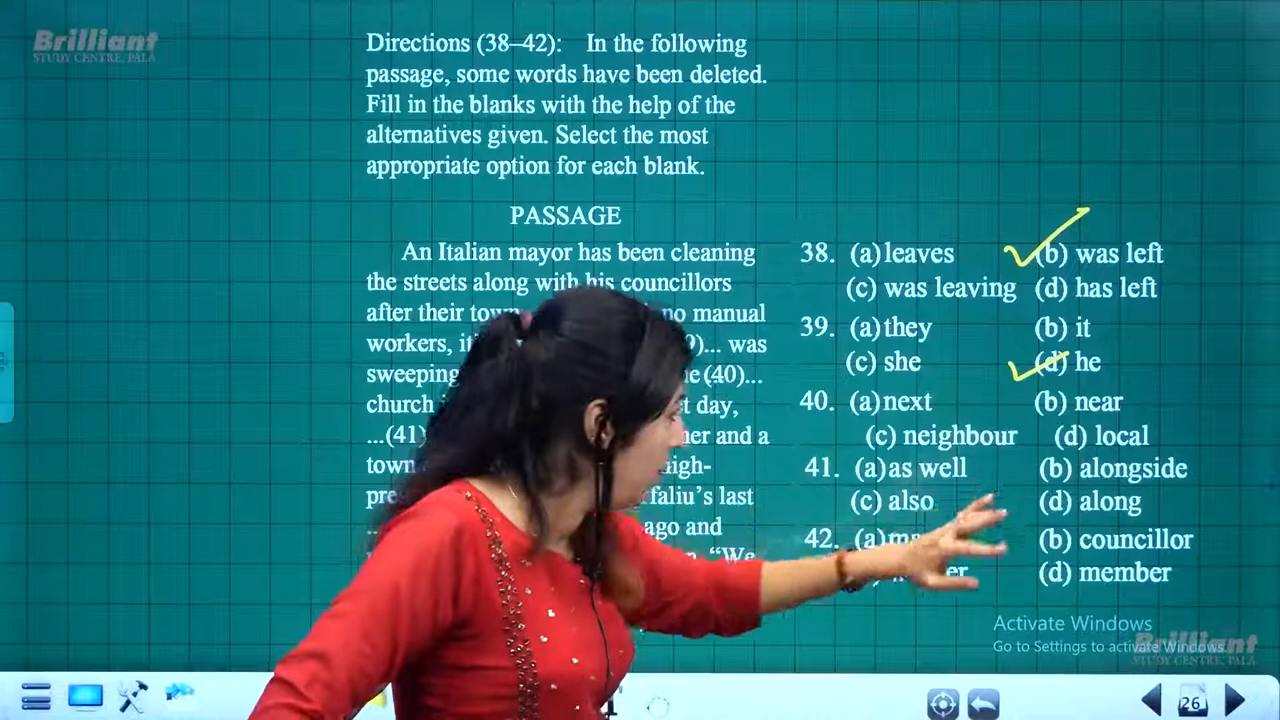 Brilliant
STUDY CENTRE, PALA
Directions (38–42): In the following
passage, some words have been deleted.
Fill in the blanks with the help of the
alternatives given. Select the most
appropriate option for each blank.
PASSAGE
An Italian mayor has been cleaning
the streets along with his councillors
after their town no manual
workers, it ... was
sweeping (40)...
church day,
...(41) and a
town
last
ago and
“We
38. (a) leaves (b) was left
(c) was leaving (d) has left
39. (a) they (b) it
(c) she (d) he
40. (a) next (b) near
(c) neighbour (d) local
41. (a) as well (b) alongside
(c) also (d) along
42. (a) (b) councillor
(d) member
Activate Windows
Go to Settings to activate Windows.
Brilliant
STUDY CENTRE, PALA
26